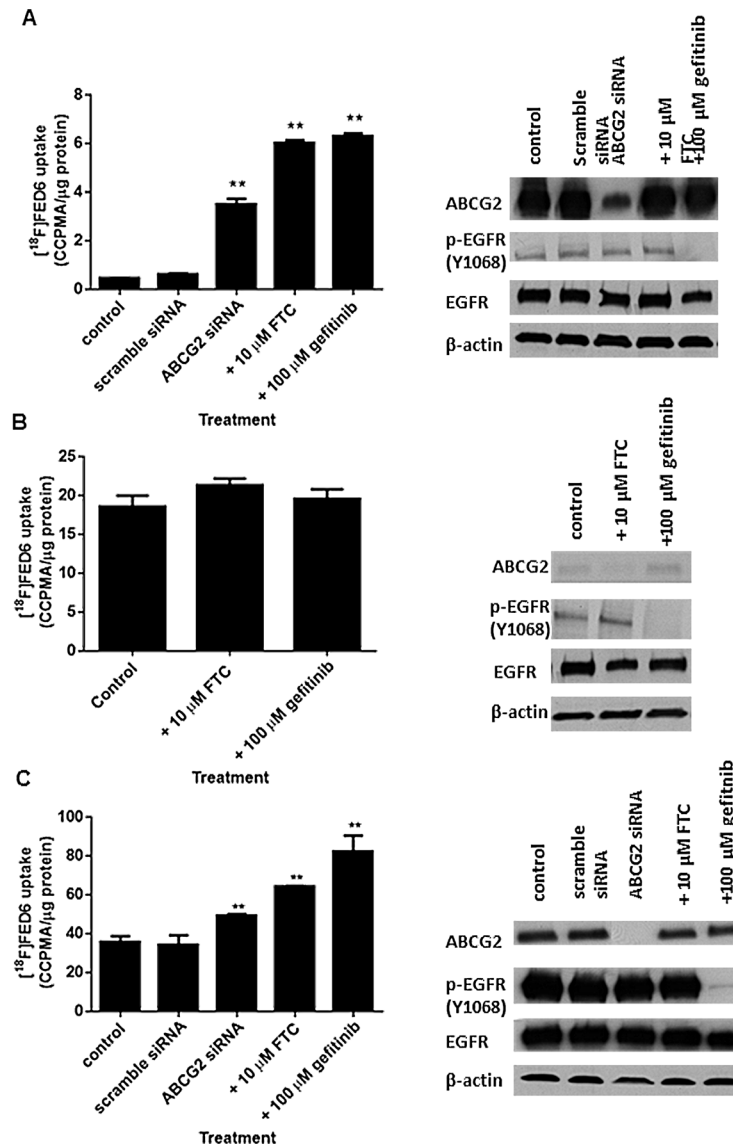 A
[¹⁸F]FED6 uptake
(CCPMA/µg protein)
8
6
4
2
0
**
**
**
control
scramble siRNA
ABCG2 siRNA
+ 10 µM FTC
+ 100 µM gefitinib
Treatment
control
Scramble
siRNA
ABCG2 siRNA
+ 10 µM
FTC
+100 µM gefitinib
ABCG2
p-EGFR
(Y1068)
EGFR
β-actin
B
[¹⁸F]FED6 uptake
(CCPMA/µg protein)
25
20
15
10
5
0
Control
+ 10 µM FTC
+ 100 µM gefitinib
Treatment
control
+ 10 µM FTC
+100 µM gefitinib
ABCG2
p-EGFR
(Y1068)
EGFR
β-actin
C
[¹⁸F]FED6 uptake
(CCPMA/µg protein)
100
80
60
40
20
0
**
**
**
control
scramble siRNA
ABCG2 siRNA
+ 10 µM FTC
+ 100 µM gefitinib
Treatment
control
scramble
siRNA
ABCG2 siRNA
+ 10 µM FTC
+100 µM gefitinib
ABCG2
p-EGFR
(Y1068)
EGFR
β-actin